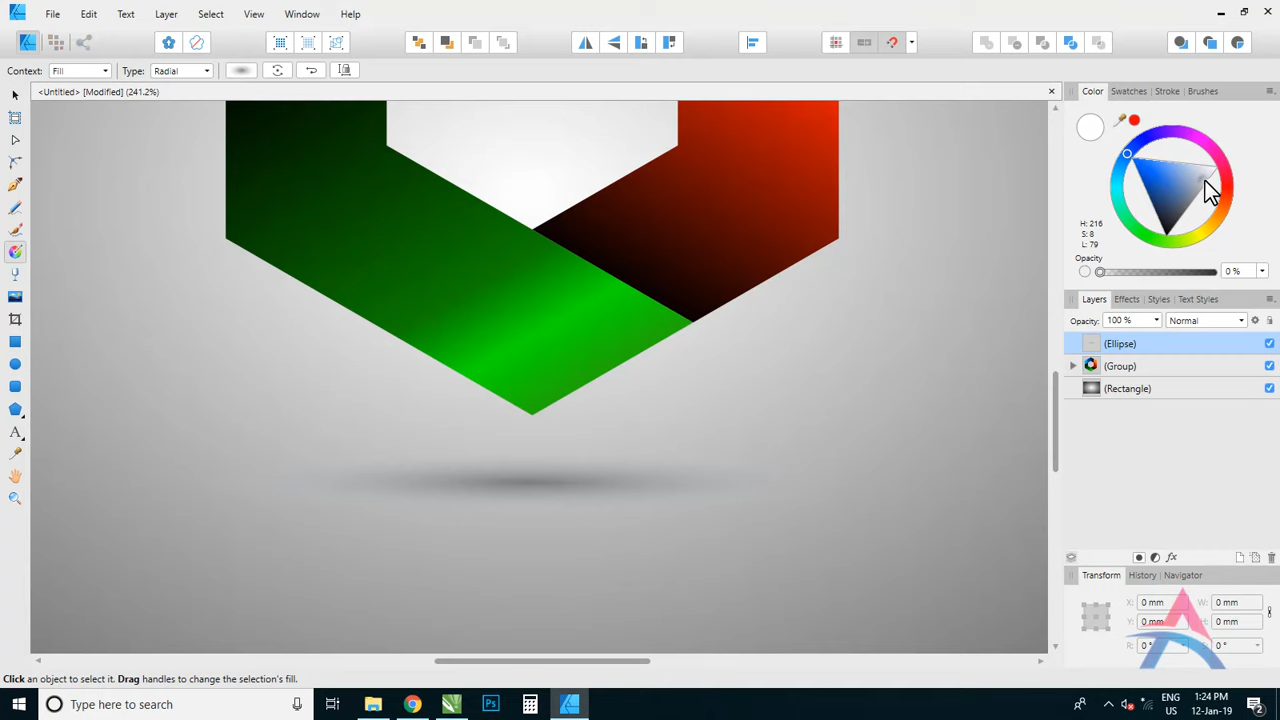 File Edit Text Layer Select View Window Help
Context: Fill Type: Radial
<Untitled> [Modified] (241.2%)
Color Swatches Stroke Brushes
H: 216
S: 8
L: 79
Opacity
0 %
Layers Effects Styles Text Styles
Opacity: 100 % Normal
(Ellipse)
(Group)
(Rectangle)
fx
Transform History Navigator
X: 0 mm W: 0 mm
Y: 0 mm H: 0 mm
R: 0 ° 0 °
Click an object to select it. Drag handles to change the selection's fill.
Type here to search
Ps
ENG
US
1:24 PM
12-Jan-19
2